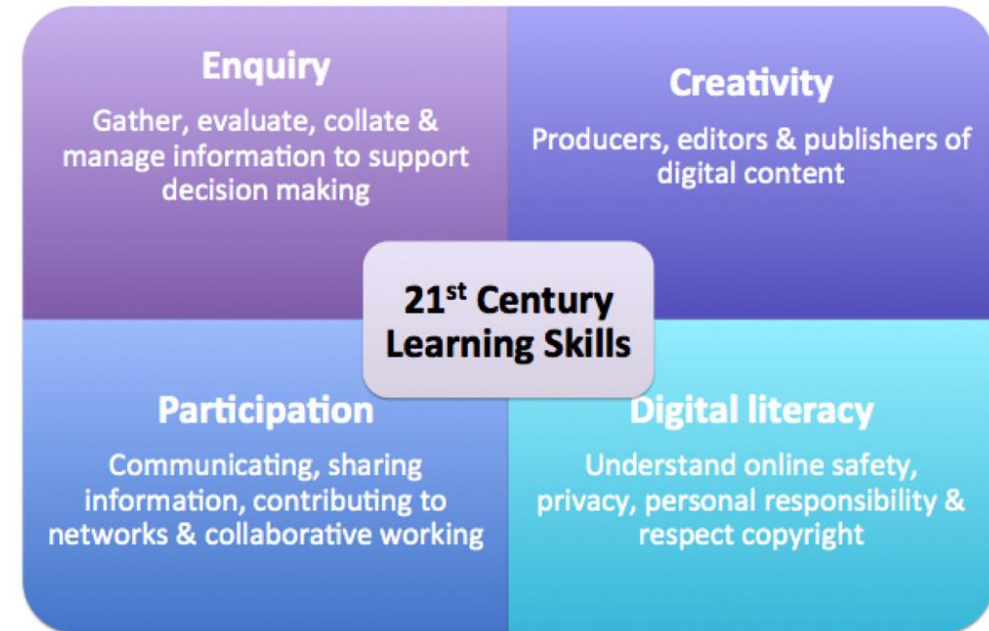 Enquiry
Gather, evaluate, collate &
manage information to support
decision making
Creativity
Producers, editors & publishers of
digital content
21st Century
Learning Skills
Participation
Communicating, sharing
information, contributing to
networks & collaborative working
Digital literacy
Understand online safety,
privacy, personal responsibility &
respect copyright